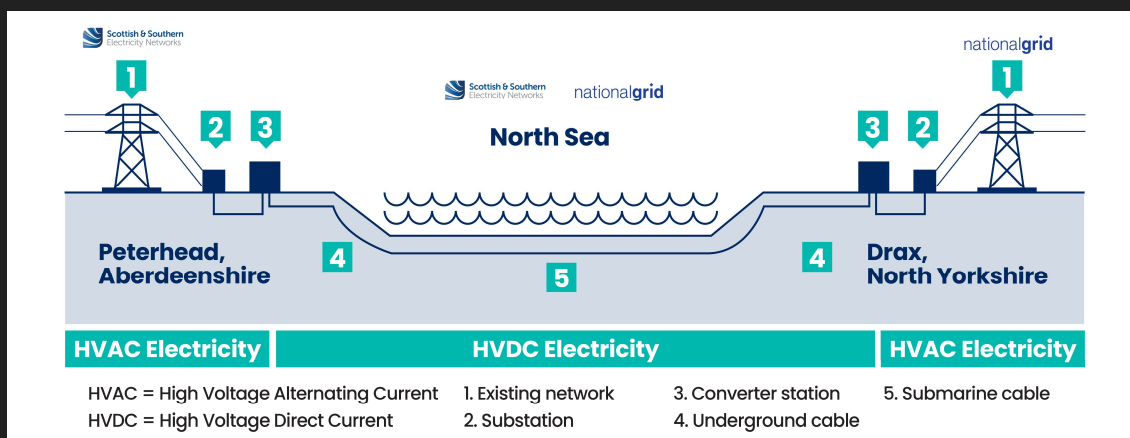 Scottish & Southern
Electricity Networks
nationalgrid
1
1
Scottish & Southern
Electricity Networks
nationalgrid
2
3
North Sea
3
2
Peterhead,
Aberdeenshire
4
5
4
Drax,
North Yorkshire
HVAC Electricity
HVDC Electricity
HVAC Electricity
HVAC = High Voltage Alternating Current
HVDC = High Voltage Direct Current
1. Existing network
2. Substation
3. Converter station
4. Underground cable
5. Submarine cable